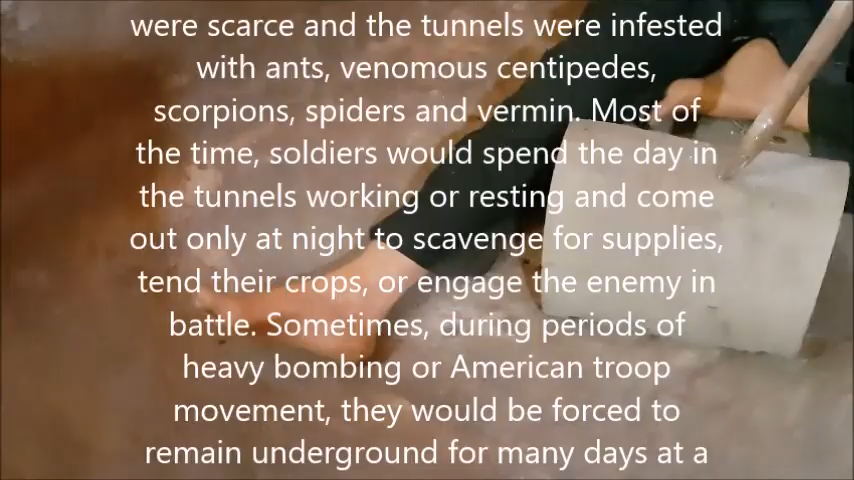 were scarce and the tunnels were infested
with ants, venomous centipedes,
scorpions, spiders and vermin. Most of
the time, soldiers would spend the day in
the tunnels working or resting and come
out only at night to scavenge for supplies,
tend their crops, or engage the enemy in
battle. Sometimes, during periods of
heavy bombing or American troop
movement, they would be forced to
remain underground for many days at a